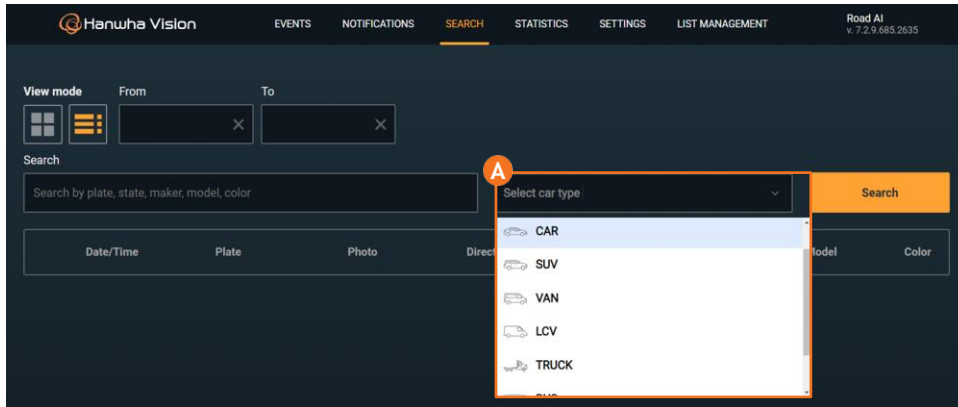 Hanwha Vision EVENTS NOTIFICATIONS SEARCH STATISTICS SETTINGS LIST MANAGEMENT Road AI
v. 7.2.9.685.2635
View mode From To
Search
A
Search by plate, state, maker, model, color Select car type Search
Date/Time Plate Photo Direct Model Color
CAR
SUV
VAN
LCV
TRUCK